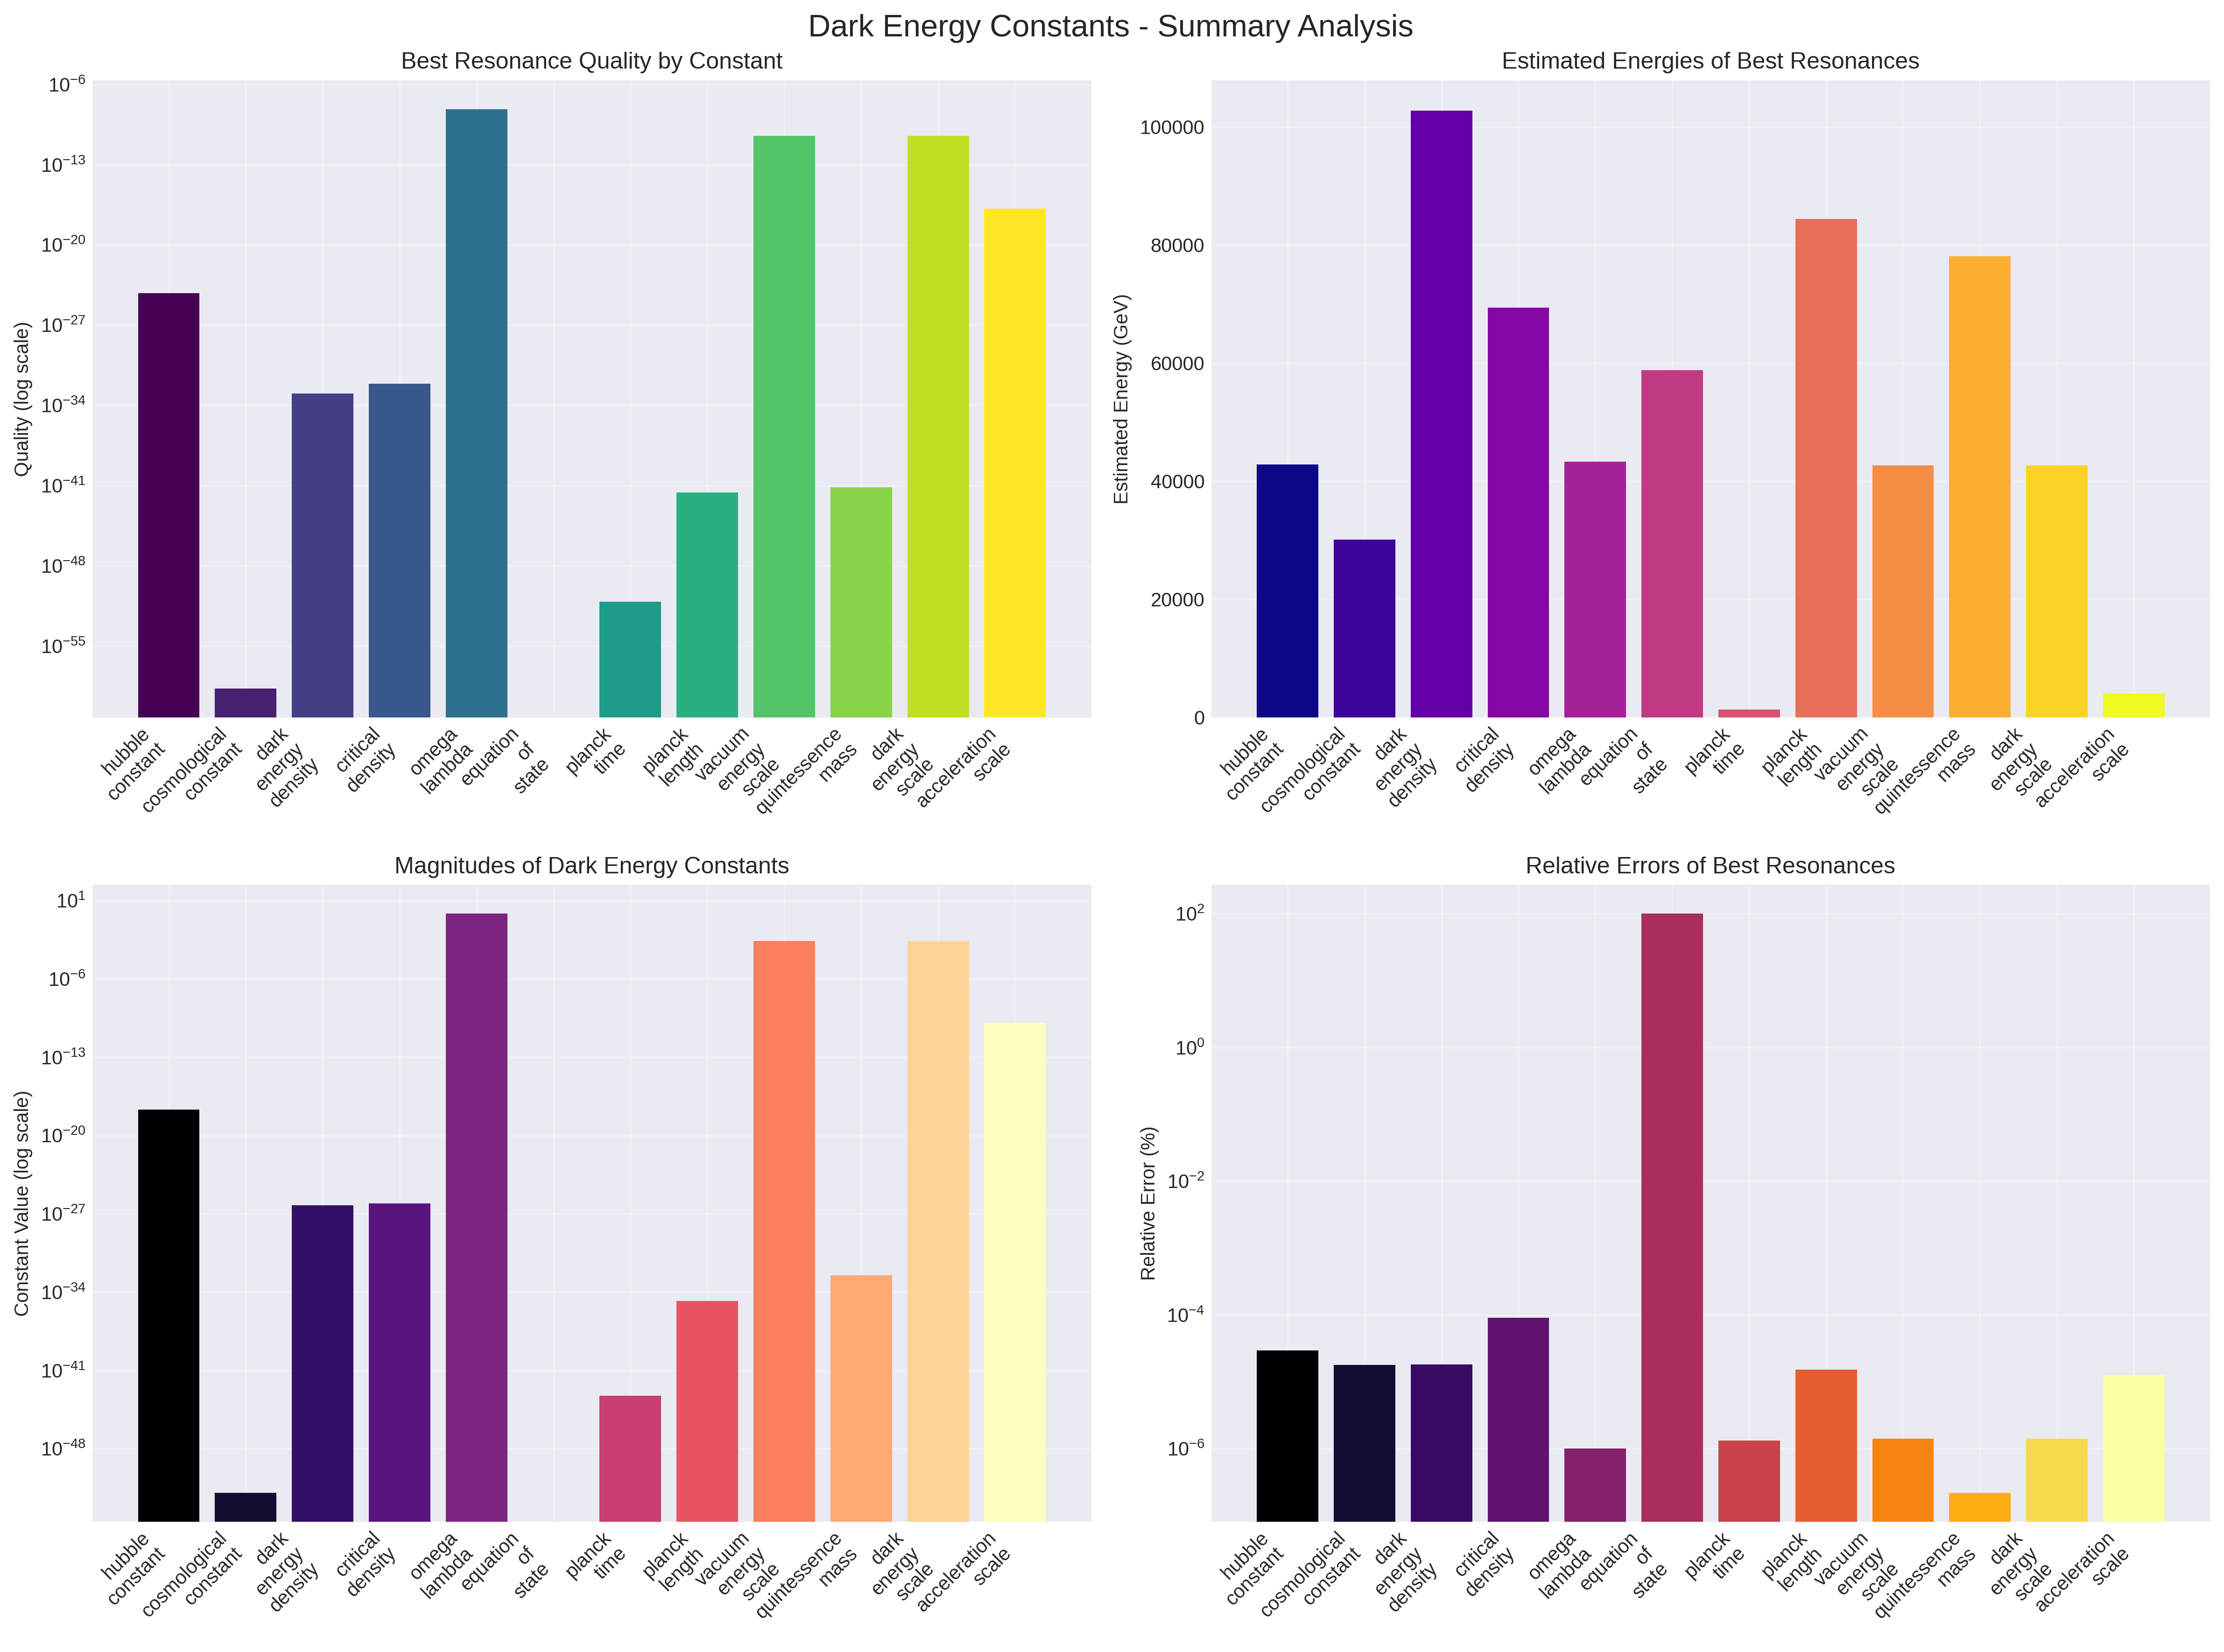 Dark Energy Constants - Summary Analysis
Best Resonance Quality by Constant
Quality (log scale)
10⁻⁶
10⁻¹³
10⁻²⁰
10⁻²⁷
10⁻³⁴
10⁻⁴¹
10⁻⁴⁸
10⁻⁵⁵
hubble
constant
cosmological
constant
dark
energy
density
critical
density
omega
lambda
equation
of
state
planck
time
planck
length
vacuum
energy
scale
quintessence
mass
dark
energy
scale
acceleration
scale
Estimated Energies of Best Resonances
Estimated Energy (GeV)
100000
80000
60000
40000
20000
0
hubble
constant
cosmological
constant
dark
energy
density
critical
density
omega
lambda
equation
of
state
planck
time
planck
length
vacuum
energy
scale
quintessence
mass
dark
energy
scale
acceleration
scale
Magnitudes of Dark Energy Constants
Constant Value (log scale)
10¹
10⁻⁶
10⁻¹³
10⁻²⁰
10⁻²⁷
10⁻³⁴
10⁻⁴¹
10⁻⁴⁸
hubble
constant
cosmological
constant
dark
energy
density
critical
density
omega
lambda
equation
of
state
planck
time
planck
length
vacuum
energy
scale
quintessence
mass
dark
energy
scale
acceleration
scale
Relative Errors of Best Resonances
Relative Error (%)
10²
10⁰
10⁻²
10⁻⁴
10⁻⁶
hubble
constant
cosmological
constant
dark
energy
density
critical
density
omega
lambda
equation
of
state
planck
time
planck
length
vacuum
energy
scale
quintessence
mass
dark
energy
scale
acceleration
scale